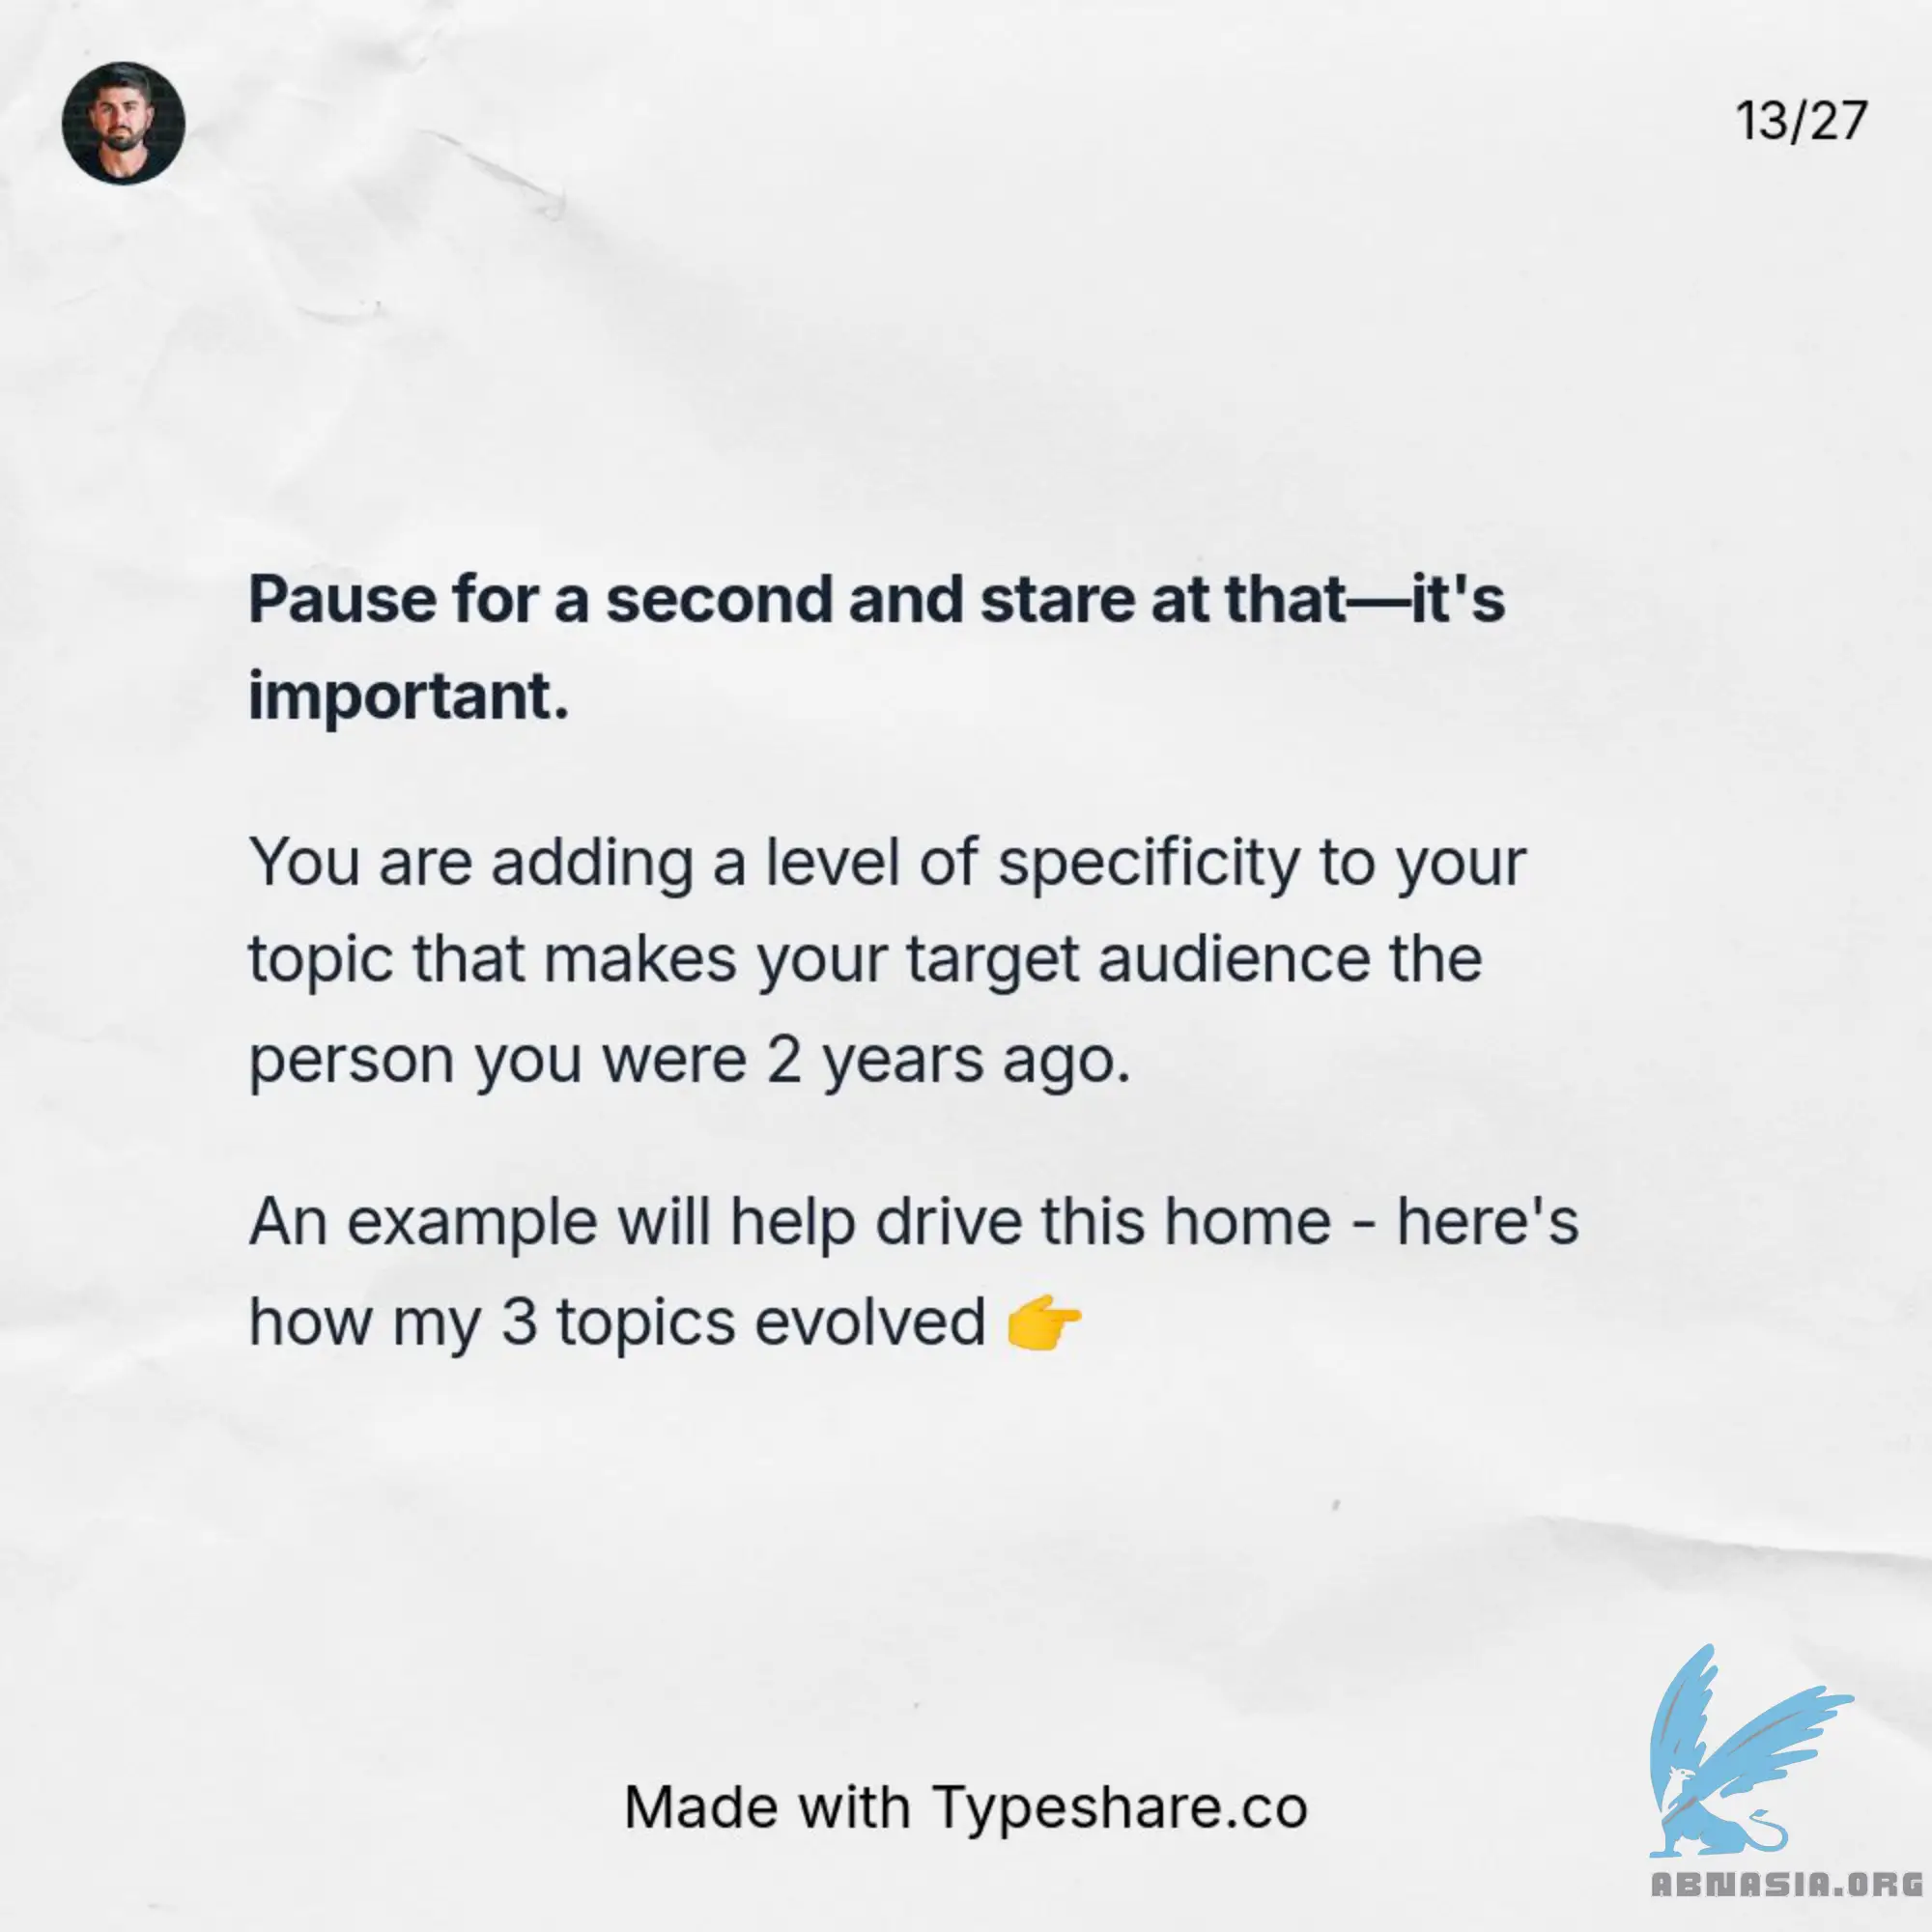 13/27
Pause for a second and stare at that—it's
important.
You are adding a level of specificity to your
topic that makes your target audience the
person you were 2 years ago.
An example will help drive this home - here's
how my 3 topics evolved 👉
Made with Typeshare.co
ABNASIA.ORG